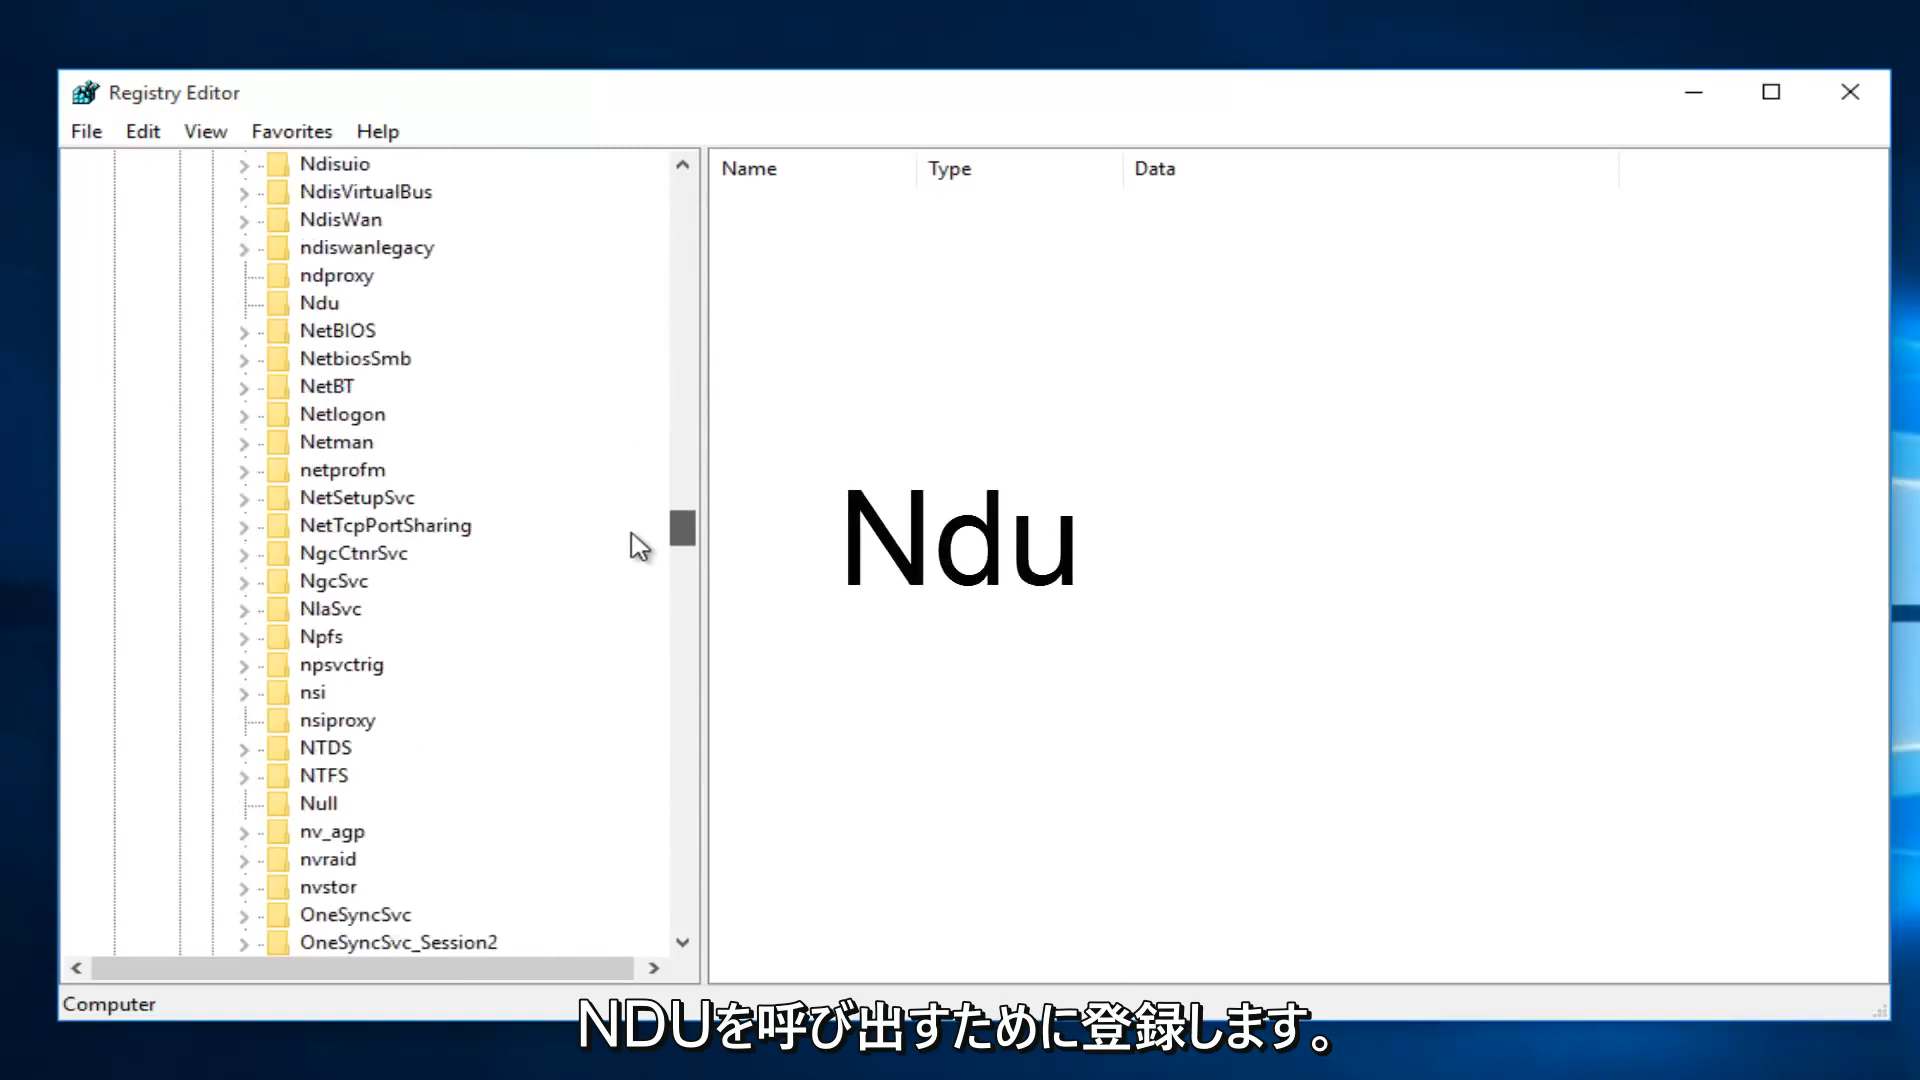 Registry Editor
File Edit View Favorites Help
Ndisuio
NdisVirtualBus
NdisWan
ndiswanlegacy
ndproxy
Ndu
NetBIOS
NetbiosSmb
NetBT
Netlogon
Netman
netprofm
NetSetupSvc
NetTcpPortSharing
NgcCtnrSvc
NgcSvc
NlaSvc
Npfs
npsvctrig
nsi
nsiproxy
NTDS
NTFS
Null
nv_agp
nvraid
nvstor
OneSyncSvc
OneSyncSvc_Session2
Name Type Data
Ndu
Computer
NDUを呼び出すために登録します。